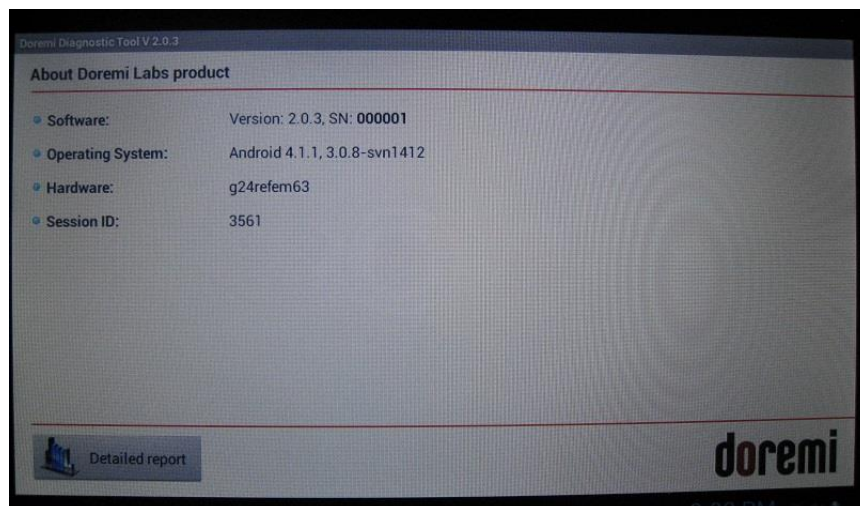 Doremi Diagnostic Tool V 2.0.3
About Doremi Labs product
Software: Version: 2.0.3, SN: 000001
Operating System: Android 4.1.1, 3.0.8-svn1412
Hardware: g24refem63
Session ID: 3561
Detailed report
doremi